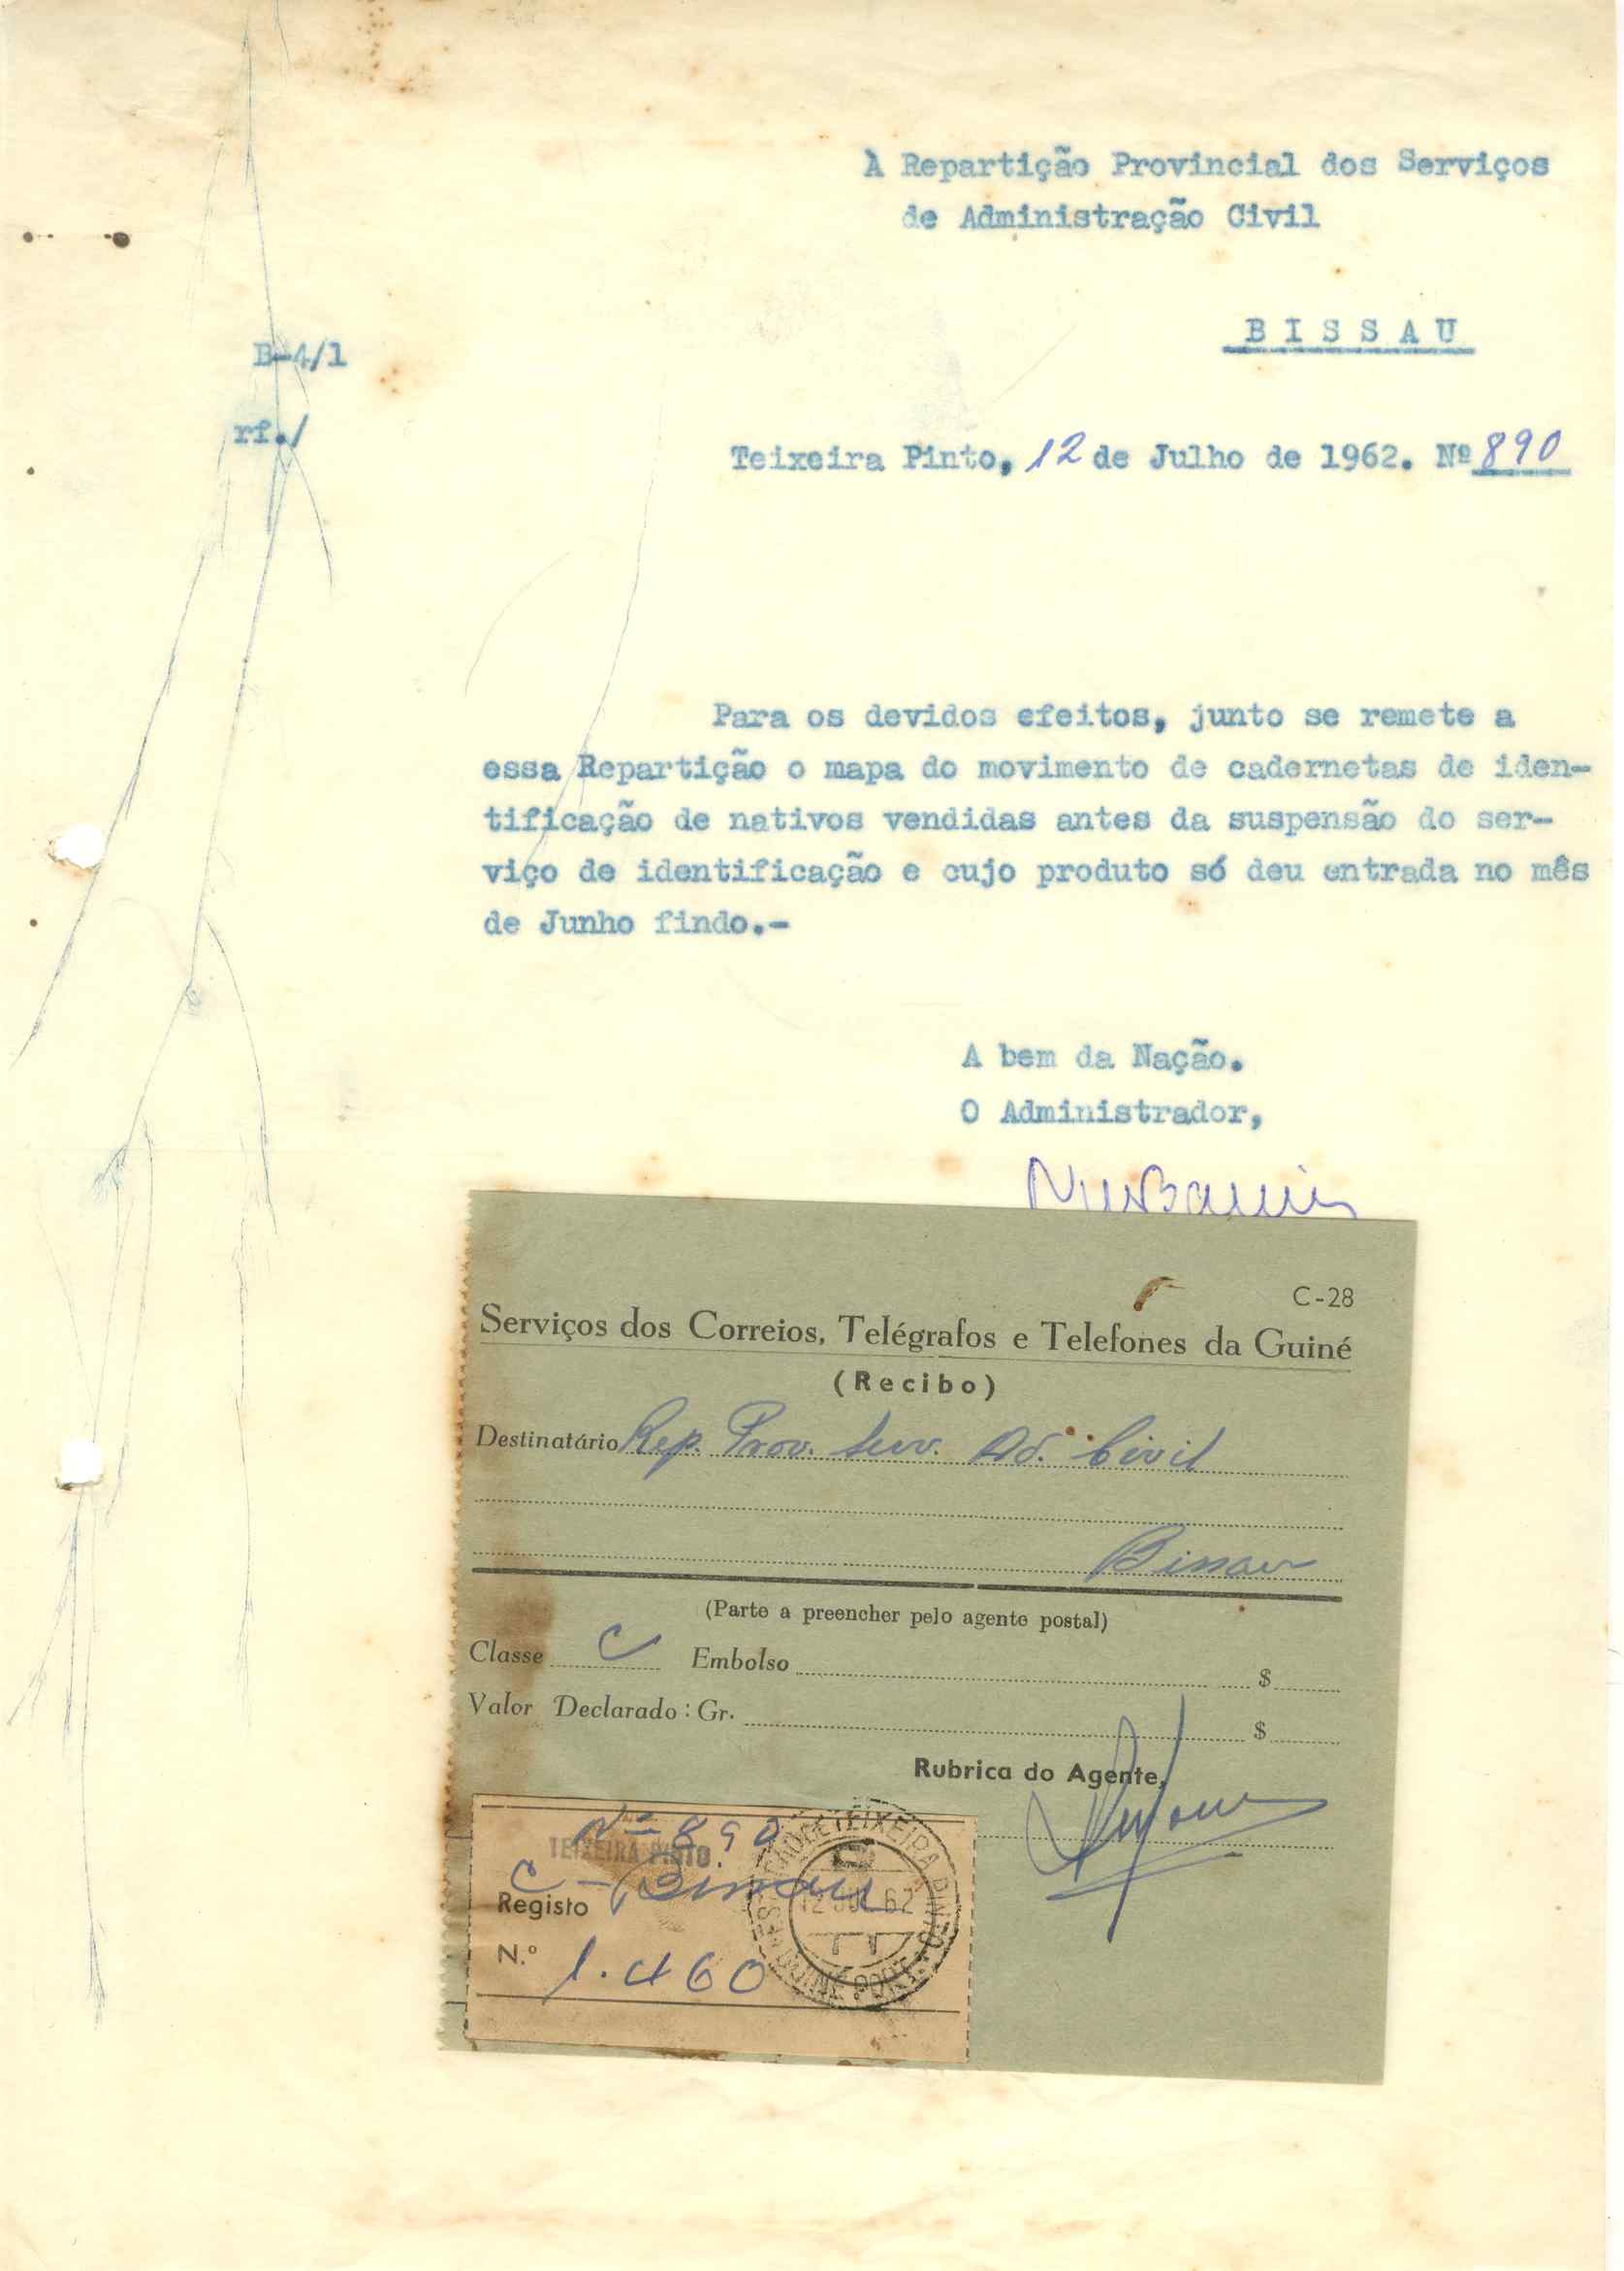 À Repartição Provincial dos Serviços
de Administração Civil
BISSAU
B-4/1
rf./
Teixeira Pinto, 12 de Julho de 1962. Nº 890
Para os devidos efeitos, junto se remete a
essa Repartição o mapa do movimento de cadernetas de iden-
tificação de nativos vendidas antes da suspensão do ser-
viço de identificação e cujo produto só deu entrada no mês
de Junho findo.-
A bem da Nação.
O Administrador,
C-28
Serviços dos Correios, Telégrafos e Telefones da Guiné
(Recibo)
Destinatário Rep. Prov. Serv. Ad. Civil
Bissau
(Parte a preencher pelo agente postal)
Classe C Embolso $
Valor Declarado: Gr. $
Rubrica do Agente,
Nº 890
TEIXEIRA PINTO
C - Bissau
Registo
N.º 1.460
12 JUL 62